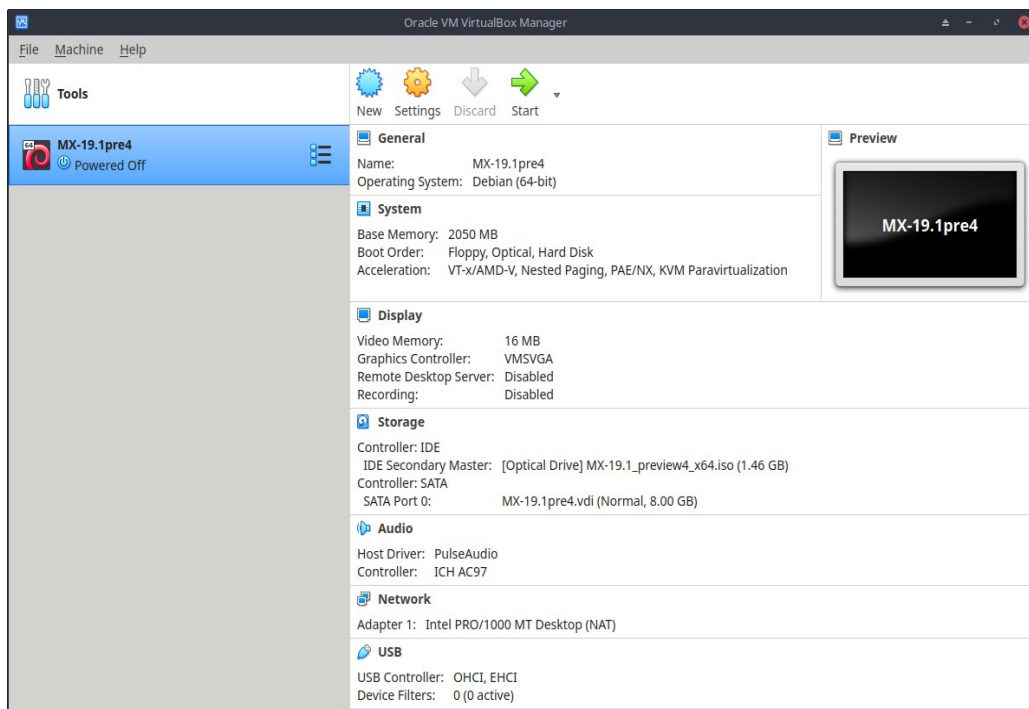 Oracle VM VirtualBox Manager
File Machine Help
Tools
New Settings Discard Start
64
MX-19.1pre4
Powered Off
General
Name: MX-19.1pre4
Operating System: Debian (64-bit)
Preview
MX-19.1pre4
System
Base Memory: 2050 MB
Boot Order: Floppy, Optical, Hard Disk
Acceleration: VT-x/AMD-V, Nested Paging, PAE/NX, KVM Paravirtualization
Display
Video Memory: 16 MB
Graphics Controller: VMSVGA
Remote Desktop Server: Disabled
Recording: Disabled
Storage
Controller: IDE
IDE Secondary Master: [Optical Drive] MX-19.1_preview4_x64.iso (1.46 GB)
Controller: SATA
SATA Port 0: MX-19.1pre4.vdi (Normal, 8.00 GB)
Audio
Host Driver: PulseAudio
Controller: ICH AC97
Network
Adapter 1: Intel PRO/1000 MT Desktop (NAT)
USB
USB Controller: OHCI, EHCI
Device Filters: 0 (0 active)